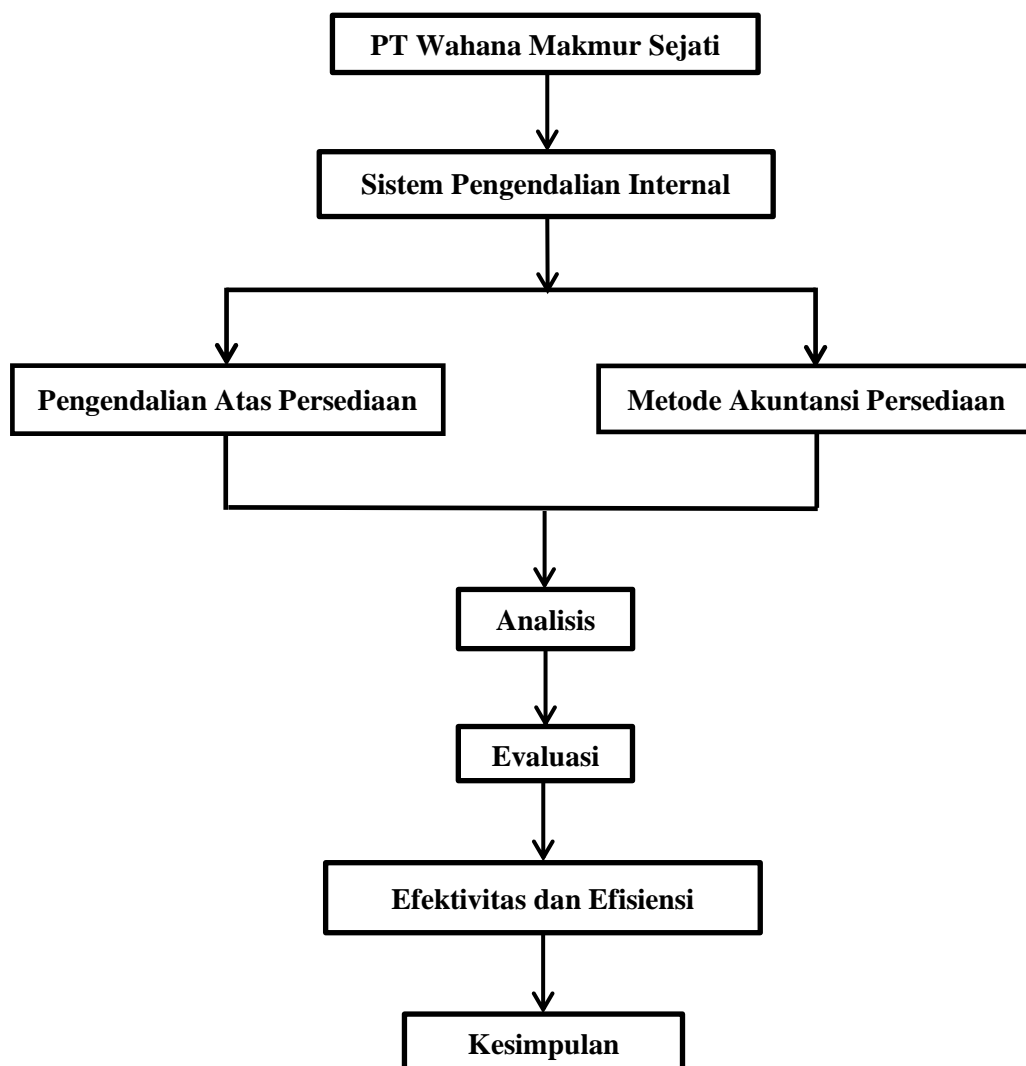 PT Wahana Makmur Sejati
Sistem Pengendalian Internal
Pengendalian Atas Persediaan
Metode Akuntansi Persediaan
Analisis
Evaluasi
Efektivitas dan Efisiensi
Kesimpulan